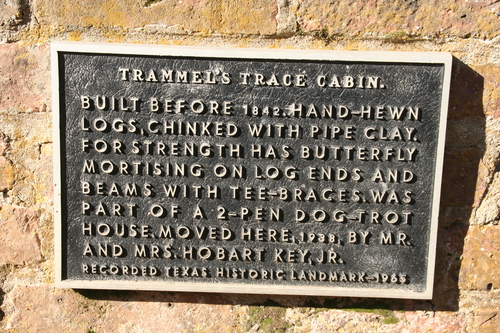 TRAMMEL'S TRACE CABIN.
BUILT BEFORE 1842. HAND-HEWN
LOGS, CHINKED WITH PIPE CLAY.
FOR STRENGTH HAS BUTTERFLY
MORTISING ON LOG ENDS AND
BEAMS WITH TEE-BRACES. WAS
PART OF A 2-PEN DOG-TROT
HOUSE. MOVED HERE, 1938, BY MR.
AND MRS. HOBART KEY, JR.
RECORDED TEXAS HISTORIC LANDMARK-1965